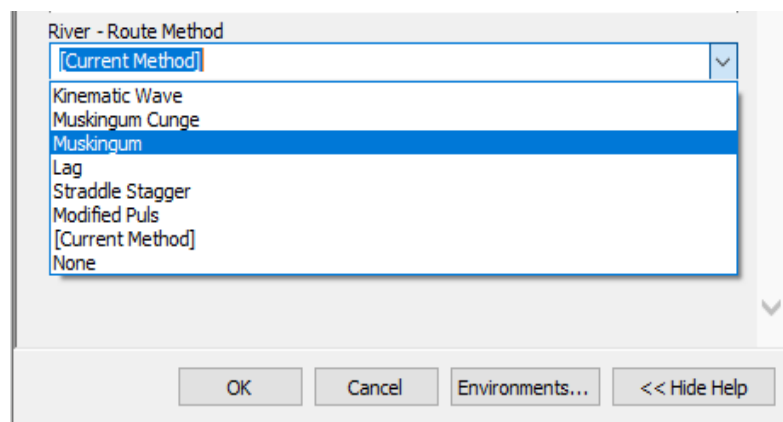 River - Route Method
[Current Method]
Kinematic Wave
Muskingum Cunge
Muskingum
Lag
Straddle Stagger
Modified Puls
[Current Method]
None
OK Cancel Environments... << Hide Help